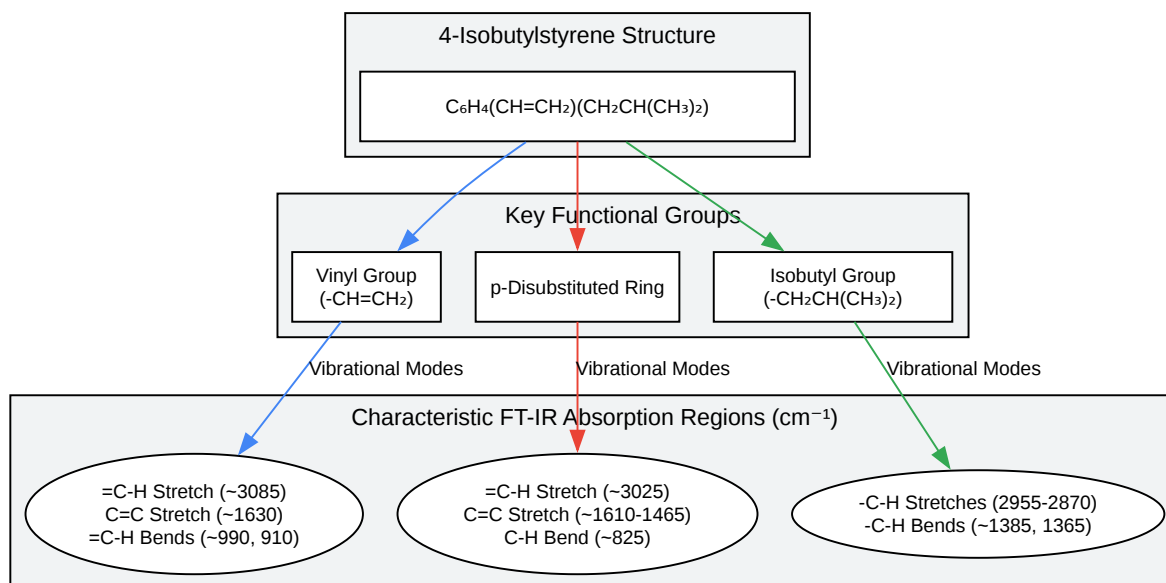 4-Isobutylstyrene Structure
C₆H₄(CH=CH₂)(CH₂CH(CH₃)₂)
Key Functional Groups
Vinyl Group
(-CH=CH₂)
p-Disubstituted Ring
Isobutyl Group
(-CH₂CH(CH₃)₂)
Vibrational Modes
Vibrational Modes
Vibrational Modes
Characteristic FT-IR Absorption Regions (cm⁻¹)
=C-H Stretch (~3085)
C=C Stretch (~1630)
=C-H Bends (~990, 910)
=C-H Stretch (~3025)
C=C Stretch (~1610-1465)
C-H Bend (~825)
-C-H Stretches (2955-2870)
-C-H Bends (~1385, 1365)